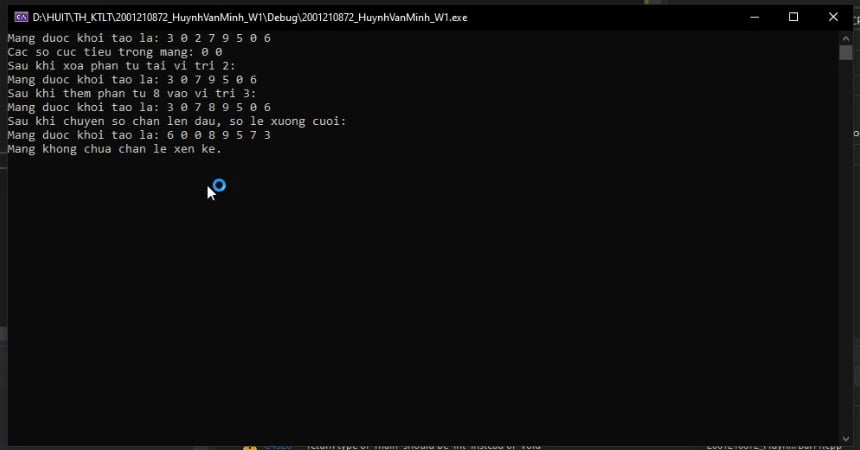 D:\HUIT\TH_KTLT\2001210872_HuynhVanMinh_W1\Debug\2001210872_HuynhVanMinh_W1.exe
Mang duoc khoi tao la: 3 0 2 7 9 5 0 6
Cac so cuc tieu trong mang: 0 0
Sau khi xoa phan tu tai vi tri 2:
Mang duoc khoi tao la: 3 0 7 9 5 0 6
Sau khi them phan tu 8 vao vi tri 3:
Mang duoc khoi tao la: 3 0 7 8 9 5 0 6
Sau khi chuyen so chan len dau, so le xuong cuoi:
Mang duoc khoi tao la: 6 0 0 8 9 5 7 3
Mang khong chua chan le xen ke.